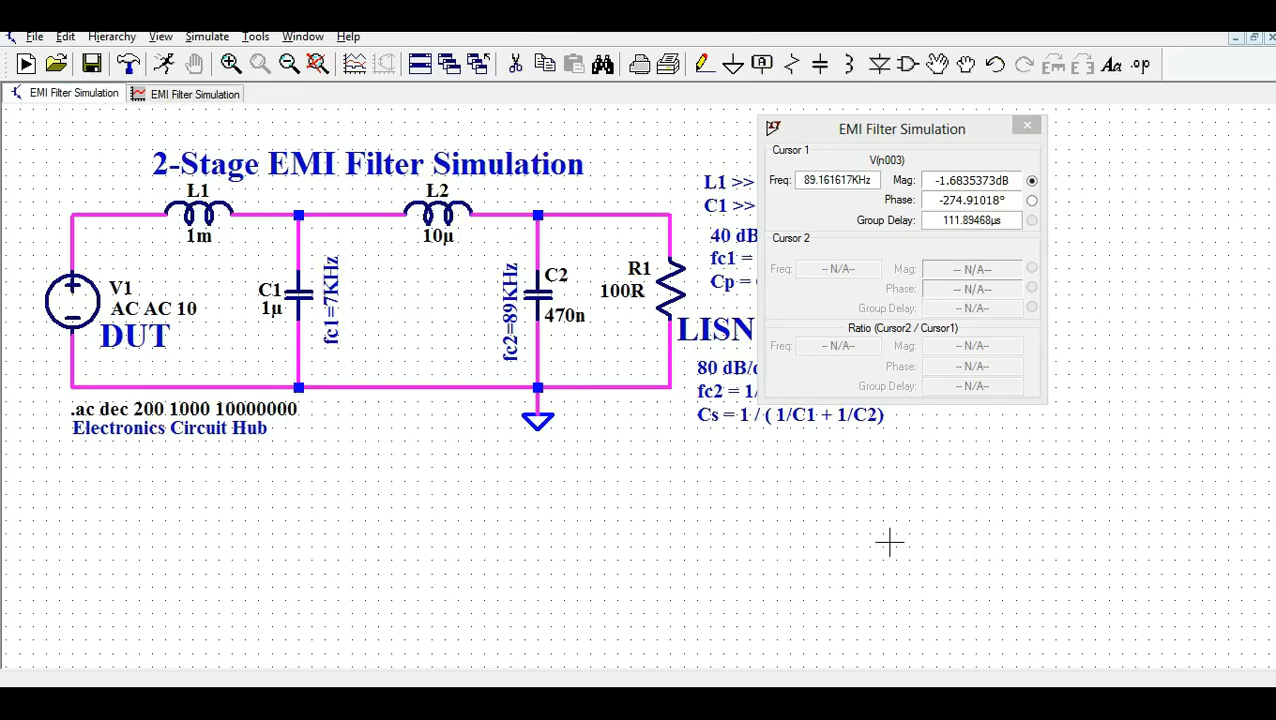 File Edit Hierarchy View Simulate Tools Window Help
Aa .op
EMI Filter Simulation
EMI Filter Simulation
2-Stage EMI Filter Simulation
L1
1m
L2
10µ
V1
AC AC 10
DUT
C1
1µ
fc1=7KHz
fc2=89KHz
C2
470n
R1
100R
LISN
.ac dec 200 1000 10000000
Electronics Circuit Hub
L1 >>
C1 >>
40 dB
fc1 =
Cp =
80 dB/
fc2 = 1/
Cs = 1 / ( 1/C1 + 1/C2)
EMI Filter Simulation
Cursor 1
V(n003)
Freq: 89.161617KHz Mag: -1.6835373dB
Phase: -274.91018°
Group Delay: 111.89468µs
Cursor 2
Freq: -- N/A-- Mag: -- N/A--
Phase: -- N/A--
Group Delay: -- N/A--
Ratio (Cursor2 / Cursor1)
Freq: -- N/A-- Mag: -- N/A--
Phase: -- N/A--
Group Delay: -- N/A--